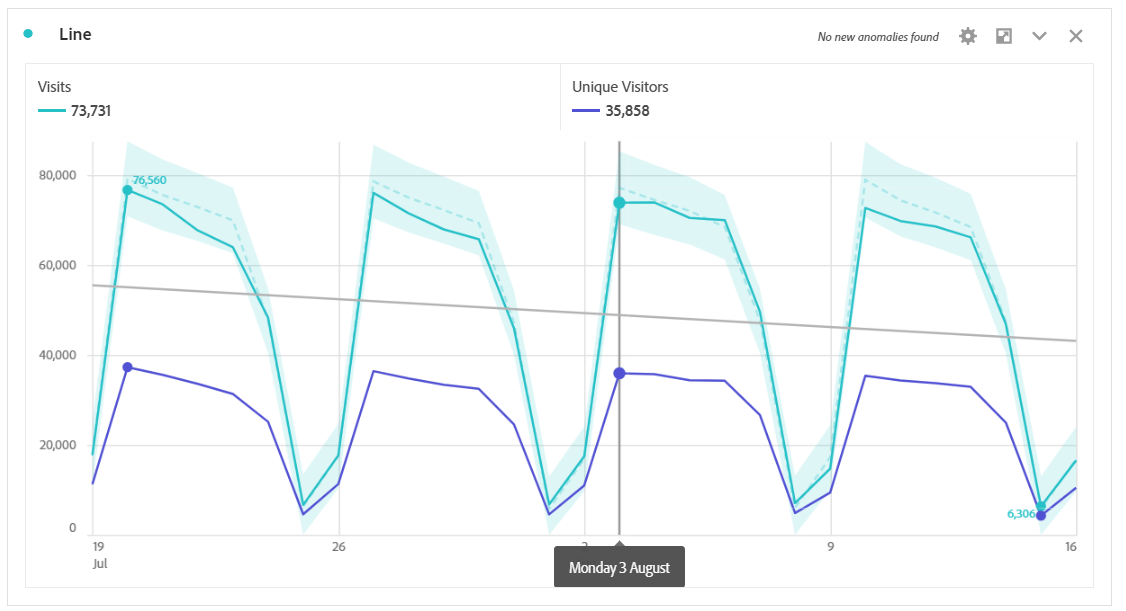 Line
No new anomalies found
Visits
73,731
Unique Visitors
35,858
80,000
60,000
40,000
20,000
0
76,560
6,306
19
Jul
26
2
9
16
Monday 3 August